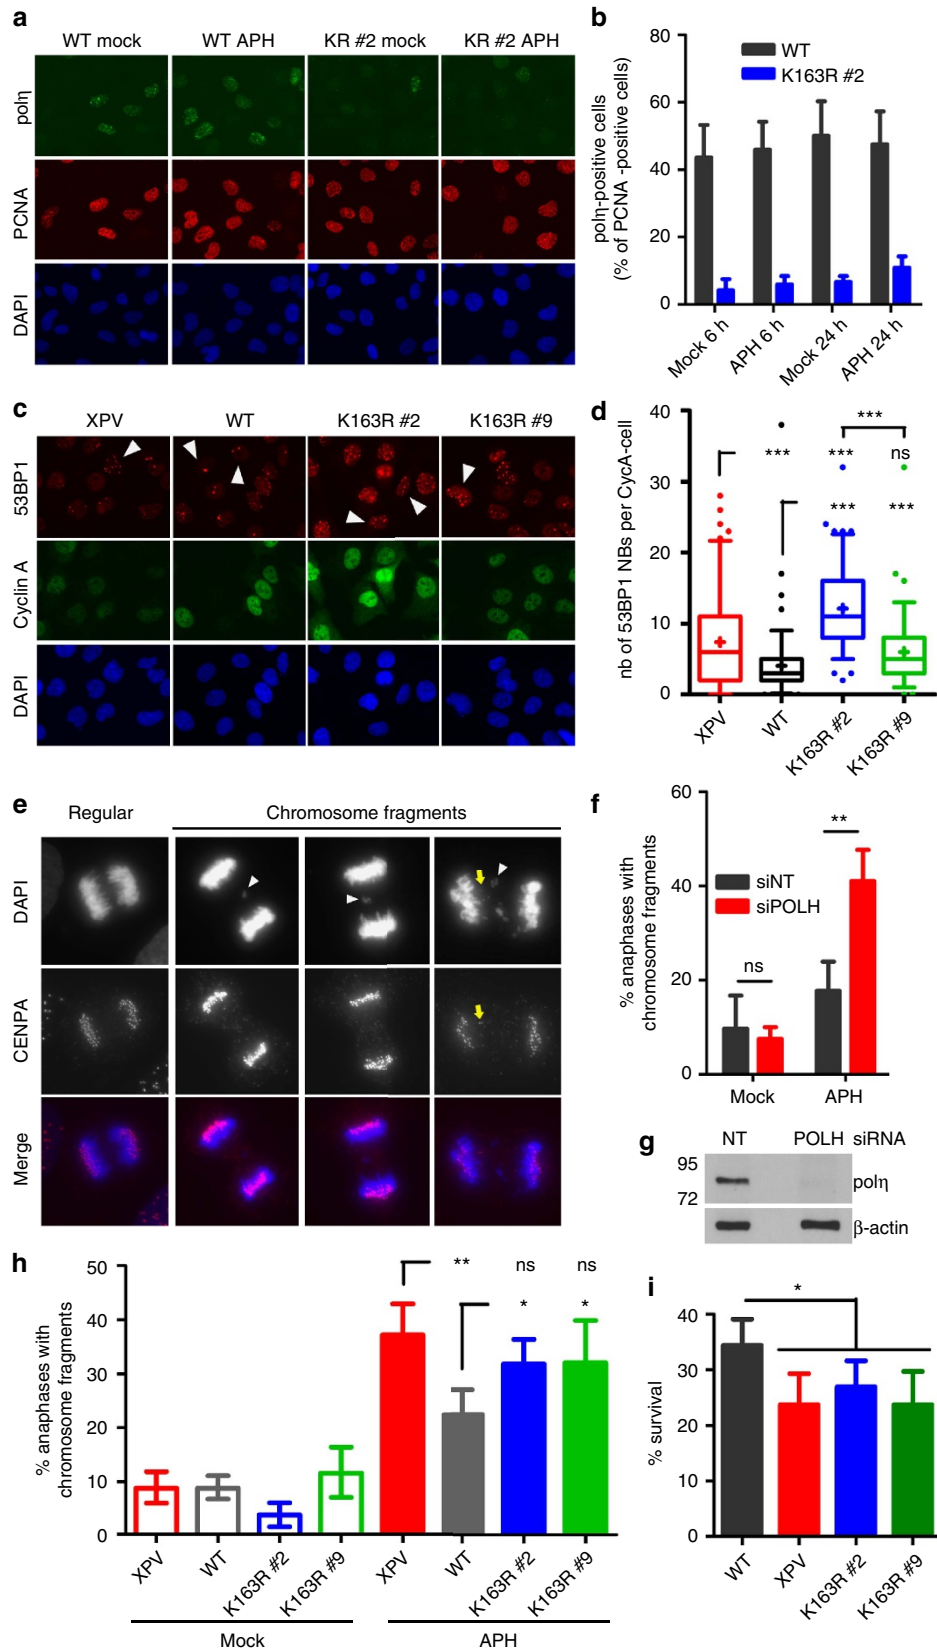 a
WT mock
WT APH
KR #2 mock
KR #2 APH
polη
PCNA
DAPI
b
80
60
40
20
0
polη-positive cells
(% of PCNA -positive cells)
WT
K163R #2
Mock 6 h
APH 6 h
Mock 24 h
APH 24 h
c
XPV
WT
K163R #2
K163R #9
53BP1
Cyclin A
DAPI
d
40
30
20
10
0
nb of 53BP1 NBs per CycA-cell
***
*** *** ns
*** ***
XPV
WT
K163R #2
K163R #9
e
Regular
Chromosome fragments
DAPI
CENPA
Merge
f
60
40
20
0
% anaphases with
chromosome fragments
siNT
siPOLH
ns
**
Mock
APH
g
NT
POLH siRNA
95
72
polη
β-actin
h
50
40
30
20
10
0
% anaphases with
chromosome fragments
** ns ns
* *
XPV
WT
K163R #2
K163R #9
XPV
WT
K163R #2
K163R #9
Mock
APH
i
40
30
20
10
0
% survival
*
WT
XPV
K163R #2
K163R #9